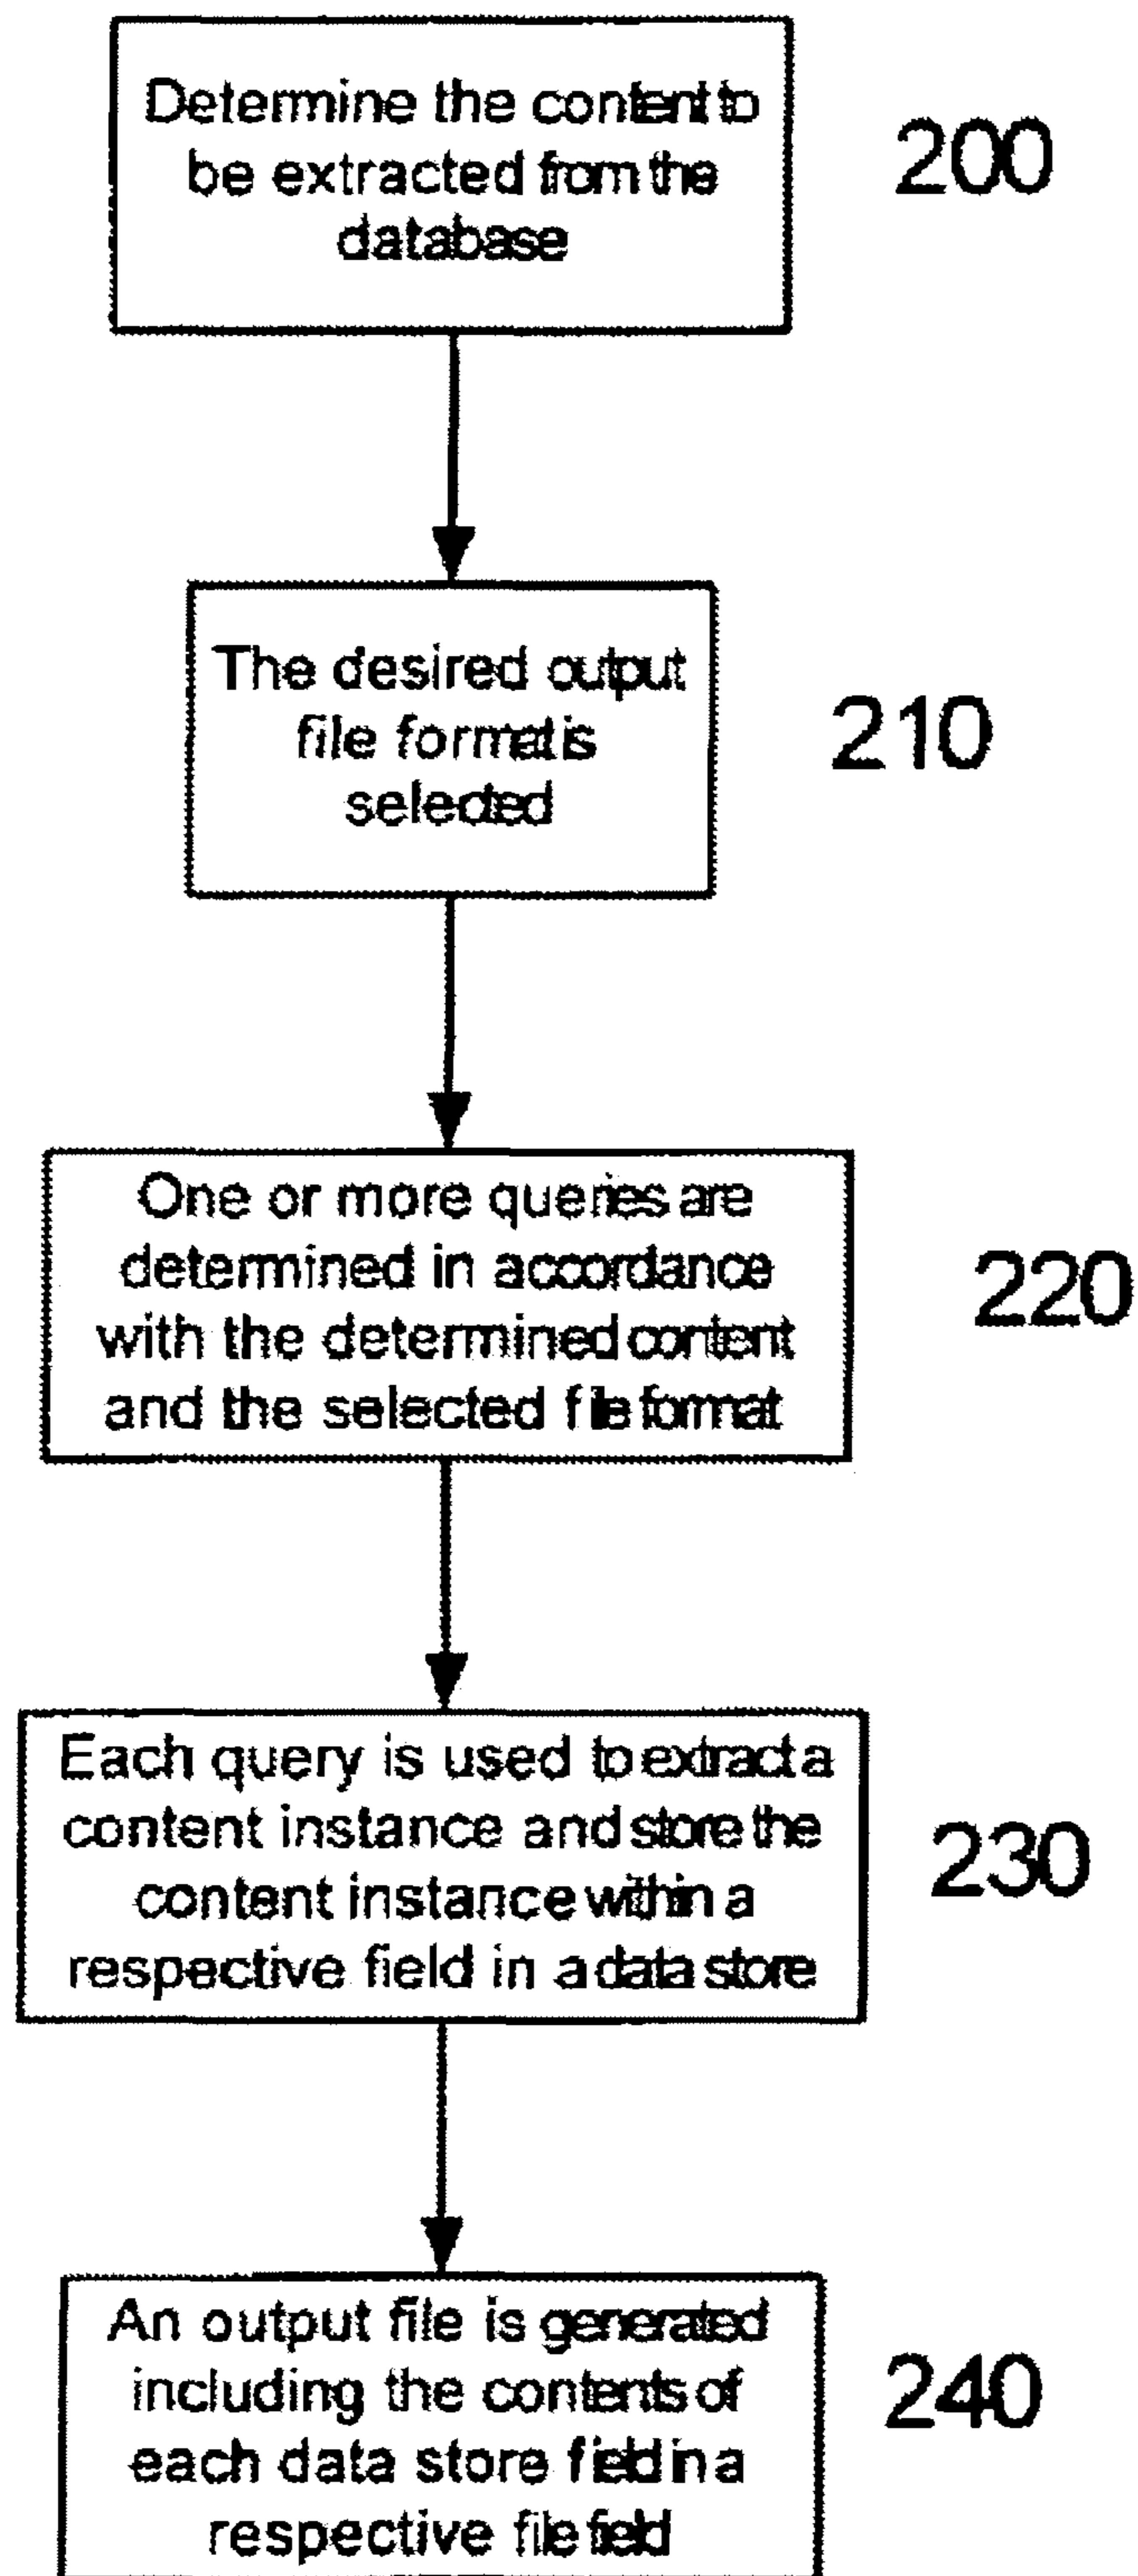 Determine the content to
be extracted from the
database
200
The desired output
file format is
selected
210
One or more queries are
determined in accordance
with the determined content
and the selected file format
220
Each query is used to extract a
content instance and store the
content instance within a
respective field in a data store
230
An output file is generated
including the contents of
each data store field in a
respective file field
240